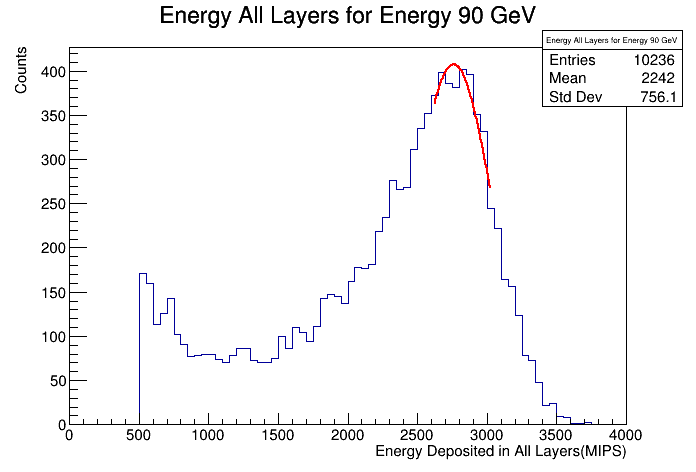 Energy All Layers for Energy 90 GeV
Energy All Layers for Energy 90 GeV
Entries 10236
Mean 2242
Std Dev 756.1
Counts
400
350
300
250
200
150
100
50
0
0 500 1000 1500 2000 2500 3000 3500 4000
Energy Deposited in All Layers(MIPS)